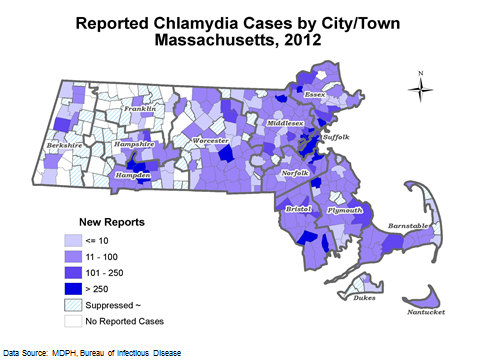 Reported Chlamydia Cases by City/Town
Massachusetts, 2012
N
Essex
Franklin
Middlesex
Suffolk
Berkshire
Hampshire
Worcester
Hampden
Norfolk
Bristol
Plymouth
Barnstable
Dukes
Nantucket
New Reports
<= 10
11 - 100
101 - 250
> 250
Suppressed ~
No Reported Cases
Data Source: MDPH, Bureau of Infectious Disease